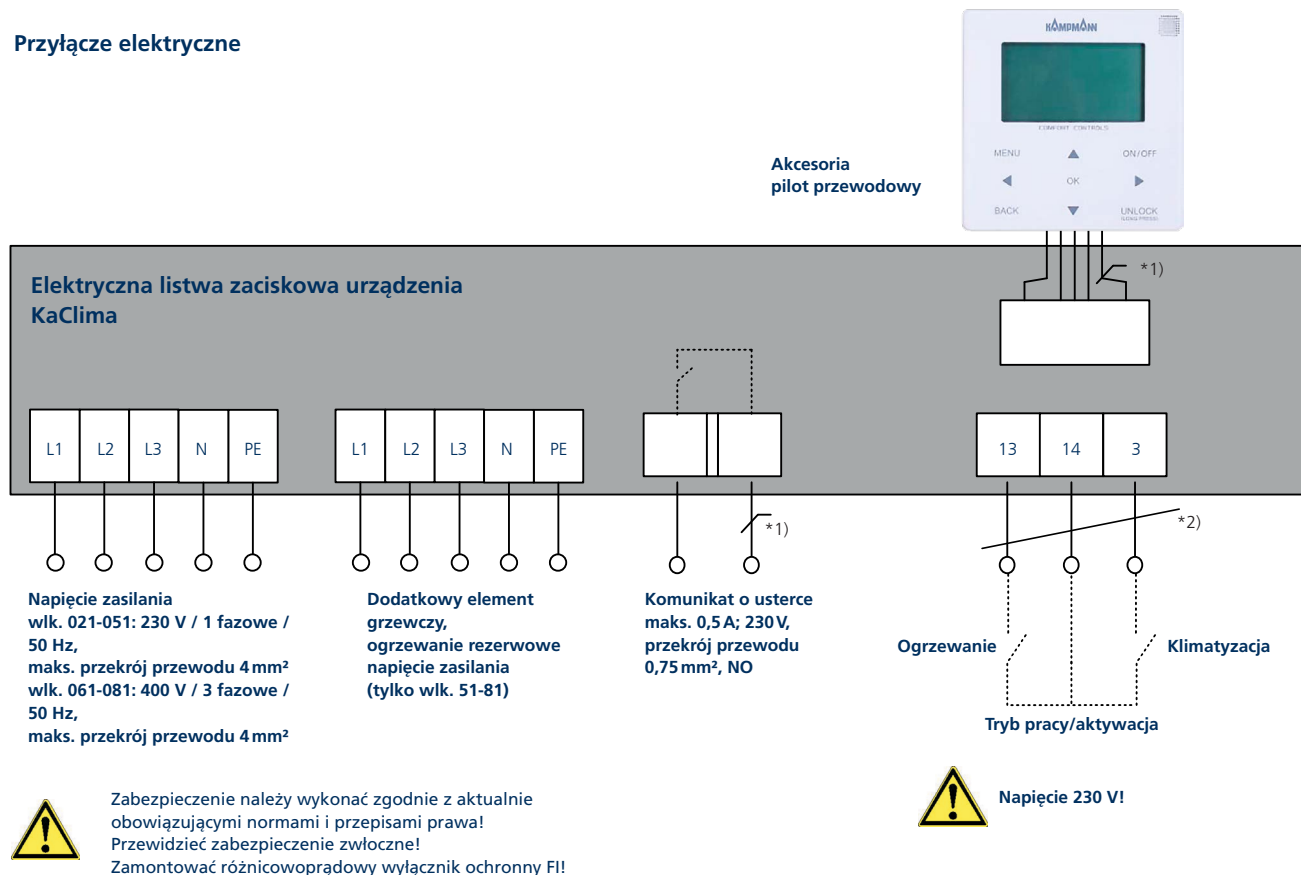 Przyłącze elektryczne
KAMPMANN
COMFORT CONTROLS
MENU
ON/OFF
OK
BACK
UNLOCK
(LONG PRESS)
Akcesoria
pilot przewodowy
Elektryczna listwa zaciskowa urządzenia
KaClima
*1)
L1 L2 L3 N PE
L1 L2 L3 N PE
13 14 3
*1)
*2)
Napięcie zasilania
wlk. 021-051: 230 V / 1 fazowe /
50 Hz,
maks. przekrój przewodu 4 mm²
wlk. 061-081: 400 V / 3 fazowe /
50 Hz,
maks. przekrój przewodu 4 mm²
Dodatkowy element
grzewczy,
ogrzewanie rezerwowe
napięcie zasilania
(tylko wlk. 51-81)
Komunikat o usterce
maks. 0,5 A; 230 V,
przekrój przewodu
0,75 mm², NO
Ogrzewanie
Klimatyzacja
Tryb pracy/aktywacja
Napięcie 230 V!
Zabezpieczenie należy wykonać zgodnie z aktualnie
obowiązującymi normami i przepisami prawa!
Przewidzieć zabezpieczenie zwłoczne!
Zamontować różnicowoprądowy wyłącznik ochronny FI!